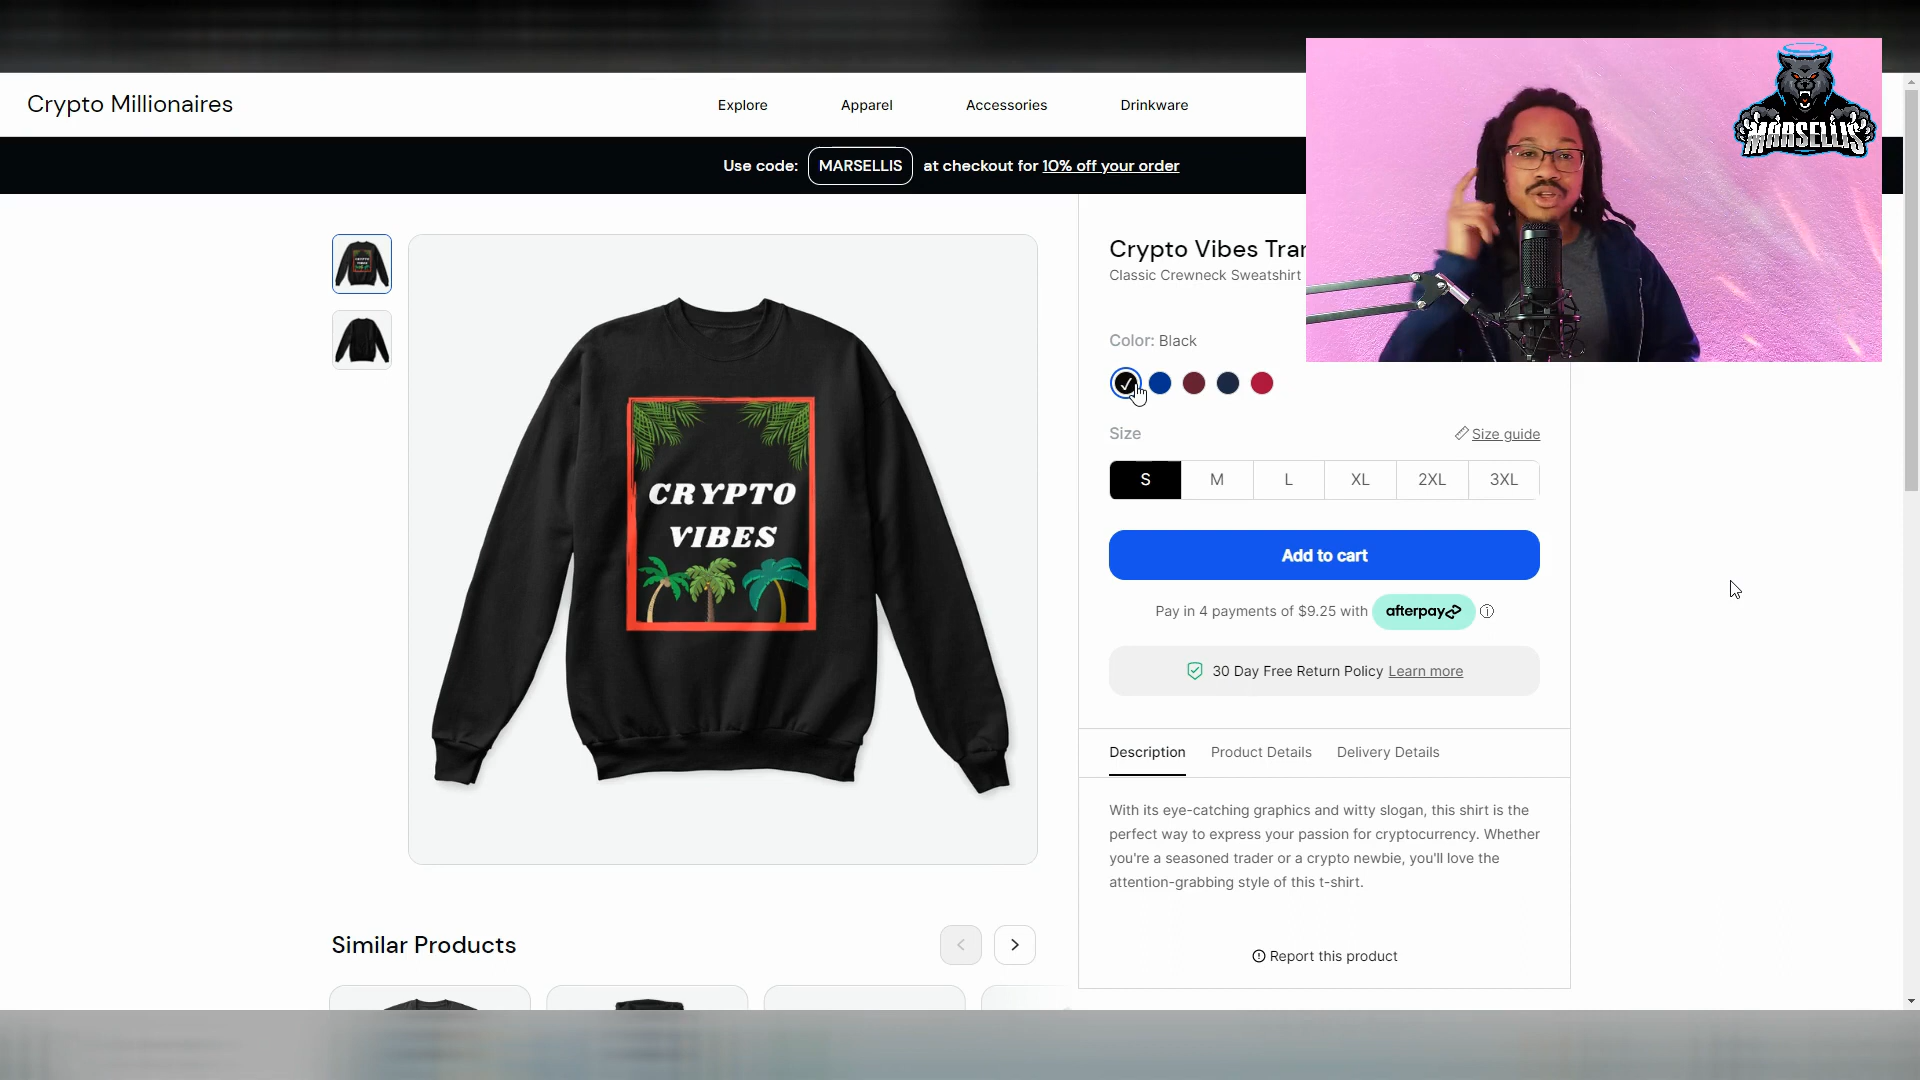 Crypto Millionaires
Explore
Apparel
Accessories
Drinkware
MARSELLIS
Use code: MARSELLIS at checkout for 10% off your order
Crypto Vibes Tra
Classic Crewneck Sweatshirt
Color: Black
CRYPTO
VIBES
Size
Size guide
S M L XL 2XL 3XL
Add to cart
Pay in 4 payments of $9.25 with afterpay
30 Day Free Return Policy Learn more
Description
Product Details
Delivery Details
With its eye-catching graphics and witty slogan, this shirt is the
perfect way to express your passion for cryptocurrency. Whether
you're a seasoned trader or a crypto newbie, you'll love the
attention-grabbing style of this t-shirt.
Report this product
Similar Products